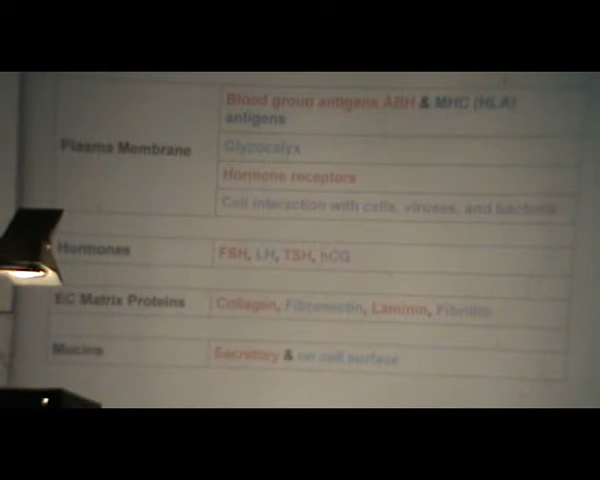 Blood group antigens ABH & MHC (HLA)
antigens
Plasma Membrane
Glycocalyx
Hormone receptors
Cell interaction with cells, viruses, and bacteria
Hormones FSH, LH, TSH, hCG
EC Matrix Proteins Collagen, Fibronectin, Laminin, Fibrillin
Mucins Secretory & on cell surface